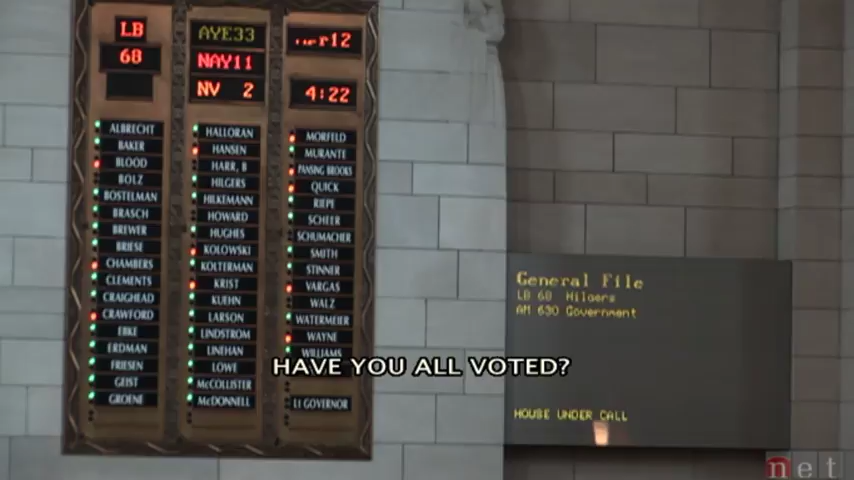 LB
68
AYE33
NAY11
NV 2
4:22
ALBRECHT
BAKER
BLOOD
BOLZ
BOSTELMAN
BRASCH
BREWER
BRIESE
CHAMBERS
CLEMENTS
CRAIGHEAD
CRAWFORD
EBKE
ERDMAN
FRIESEN
GEIST
GROENE
HALLORAN
HANSEN
HARR, B
HILGERS
HILKEMANN
HOWARD
HUGHES
KOLOWSKI
KOLTERMAN
KRIST
KUEHN
LARSON
LINDSTROM
LINEHAN
LOWE
McCOLLISTER
McDONNELL
MORFELD
MURANTE
PANSING BROOKS
QUICK
RIEPE
SCHEER
SCHUMACHER
SMITH
STINNER
VARGAS
WALZ
WATERMEIER
WAYNE
WILLIAMS
LT GOVERNOR
General File
LB 68 Hilgers
AM 630 Government
HOUSE UNDER CALL
HAVE YOU ALL VOTED?
net